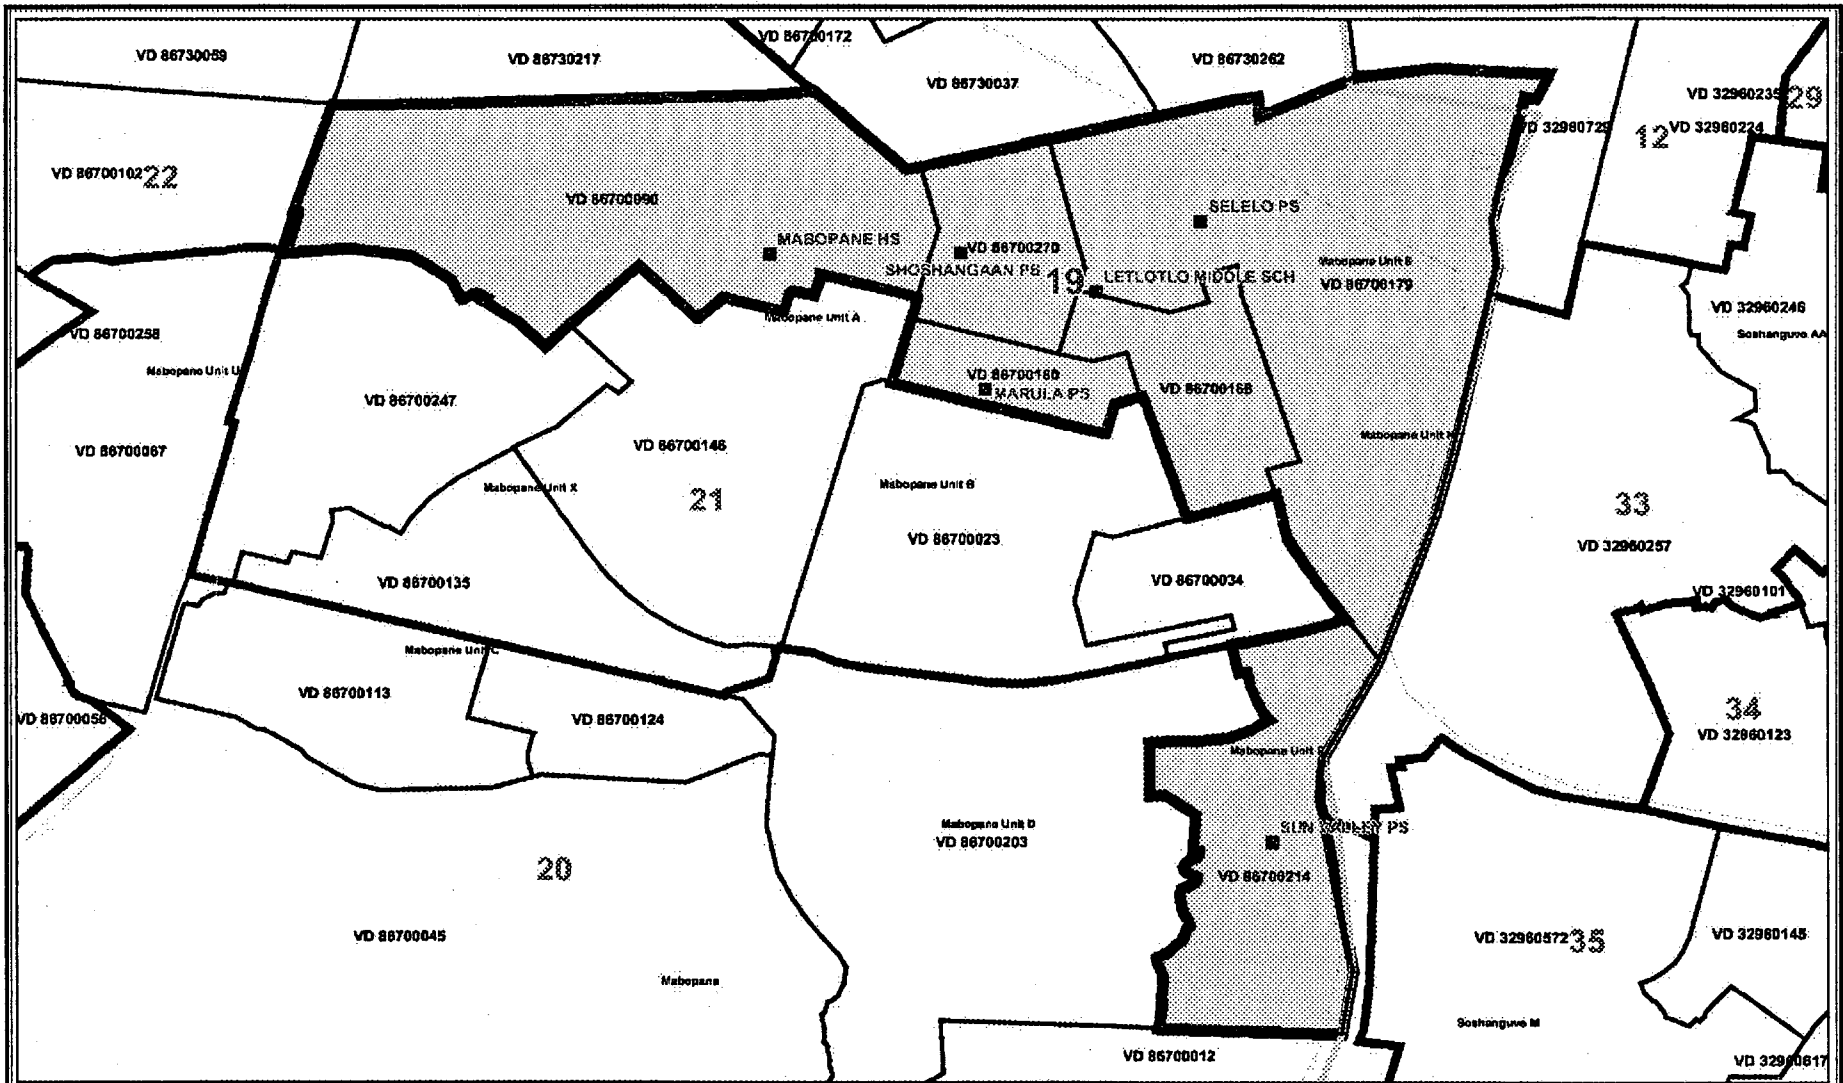 VD 86730059
VD 86730217
VD 86700172
VD 86730037
VD 86730262
VD 32960235
29
VD 32960729
12
VD 32960224
VD 86700102
22
VD 86700090
SELELO PS
MABOPANE HS
VD 86700270
SHOSHANGAAN PS
19
LETLOTLO MIDDLE SCH
VD 86700179
VD 32960246
Soshanguve AA
Mabopane Unit A
VD 86700258
Mabopane Unit U
VD 86700160
MARULA PS
VD 86700168
VD 86700247
VD 86700067
VD 86700146
Mabopane Unit X
21
Mabopane Unit B
VD 86700023
33
VD 32960257
VD 86700135
VD 86700034
VD 32960101
Mabopane Unit C
VD 86700113
VD 86700124
VD 86700056
34
VD 32960123
Mabopane Unit D
VD 86700203
SUN VALLEY PS
VD 86700214
20
VD 86700045
VD 32960572
35
VD 32960145
Mabopane
Soshanguve M
VD 86700012
VD 32960617